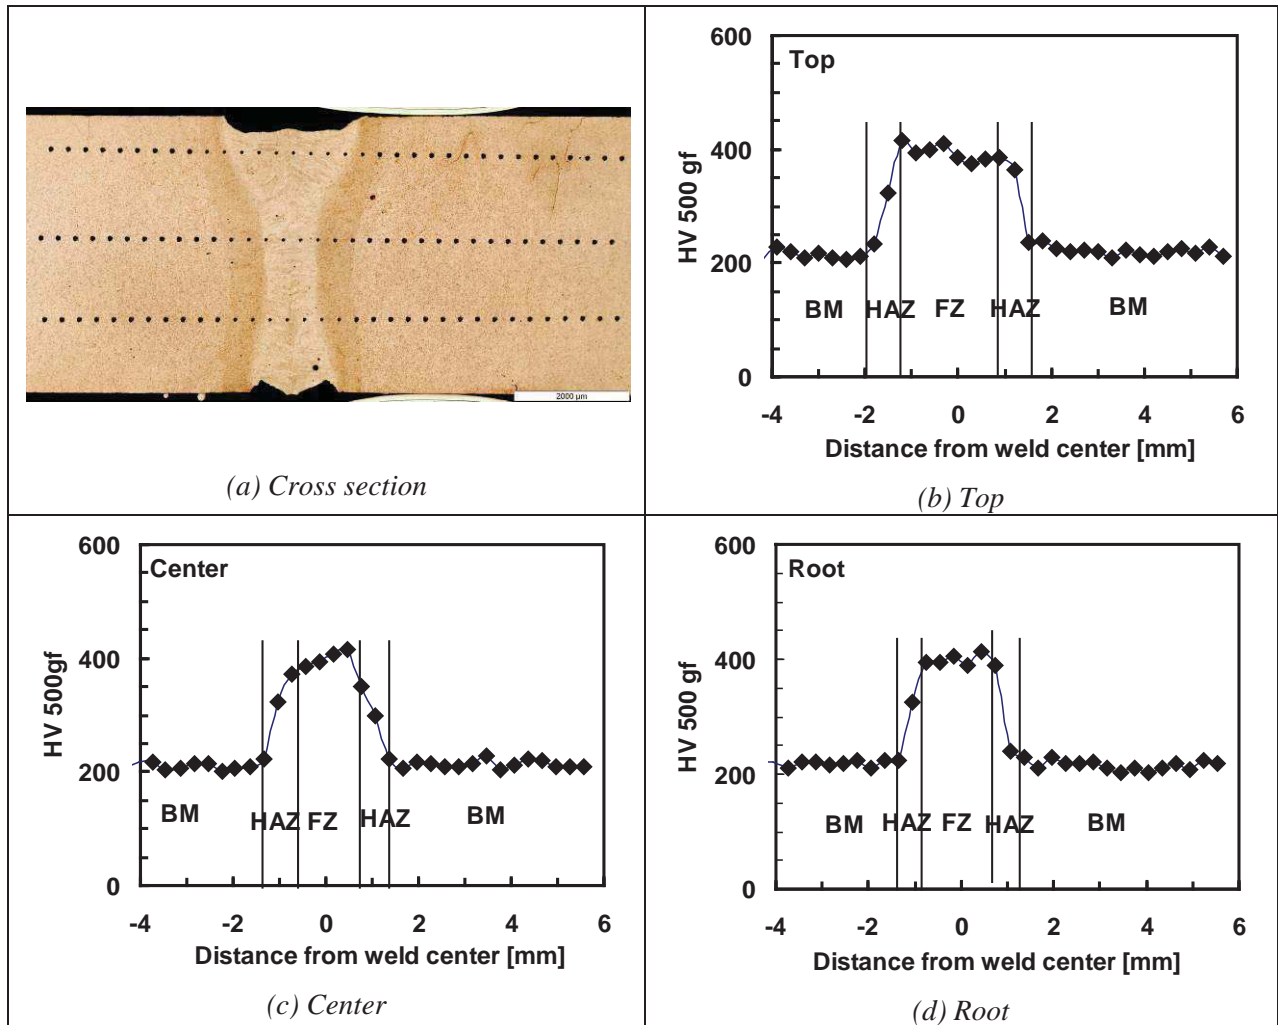 2000 µm
(a) Cross section
600
Top
400
HV 500 gf
200
BM HAZ FZ HAZ BM
0
-4 -2 0 2 4 6
Distance from weld center [mm]
(b) Top
600
Center
400
HV 500gf
200
BM HAZ FZ HAZ BM
0
-4 -2 0 2 4 6
Distance from weld center [mm]
(c) Center
600
Root
400
HV 500 gf
200
BM HAZ FZ HAZ BM
0
-4 -2 0 2 4 6
Distance from weld center [mm]
(d) Root